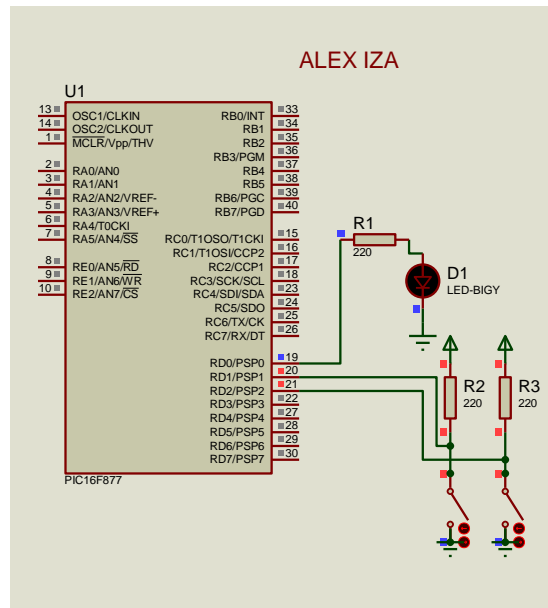 ALEX IZA
U1
13 OSC1/CLKIN RB0/INT 33
14 OSC2/CLKOUT RB1 34
1 MCLR/Vpp/THV RB2 35
RB3/PGM 36
2 RA0/AN0 RB4 37
3 RA1/AN1 RB5 38
4 RA2/AN2/VREF- RB6/PGC 39
5 RA3/AN3/VREF+ RB7/PGD 40
6 RA4/T0CKI
7 RA5/AN4/SS RC0/T1OSO/T1CKI 15
RC1/T1OSI/CCP2 16
8 RE0/AN5/RD RC2/CCP1 17
9 RE1/AN6/WR RC3/SCK/SCL 18
10 RE2/AN7/CS RC4/SDI/SDA 23
RC5/SDO 24
RC6/TX/CK 25
RC7/RX/DT 26
RD0/PSP0 19
RD1/PSP1 20
RD2/PSP2 21
RD3/PSP3 22
RD4/PSP4 27
RD5/PSP5 28
RD6/PSP6 29
RD7/PSP7 30
PIC16F877
R1
220
D1
LED-BIGY
R2
220
R3
220